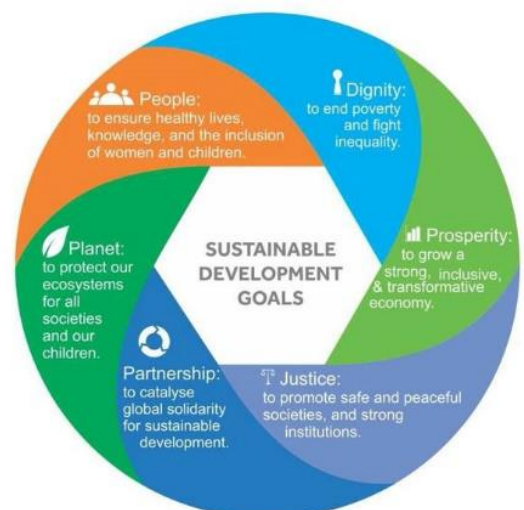 SUSTAINABLE
DEVELOPMENT
GOALS
Dignity:
to end poverty
and fight
inequality.
Prosperity:
to grow a
strong, inclusive,
& transformative
economy.
Justice:
to promote safe and peaceful
societies, and strong
institutions.
Partnership:
to catalyse
global solidarity
for sustainable
development.
Planet:
to protect our
ecosystems
for all
societies
and our
children.
People:
to ensure healthy lives,
knowledge, and the inclusion
of women and children.